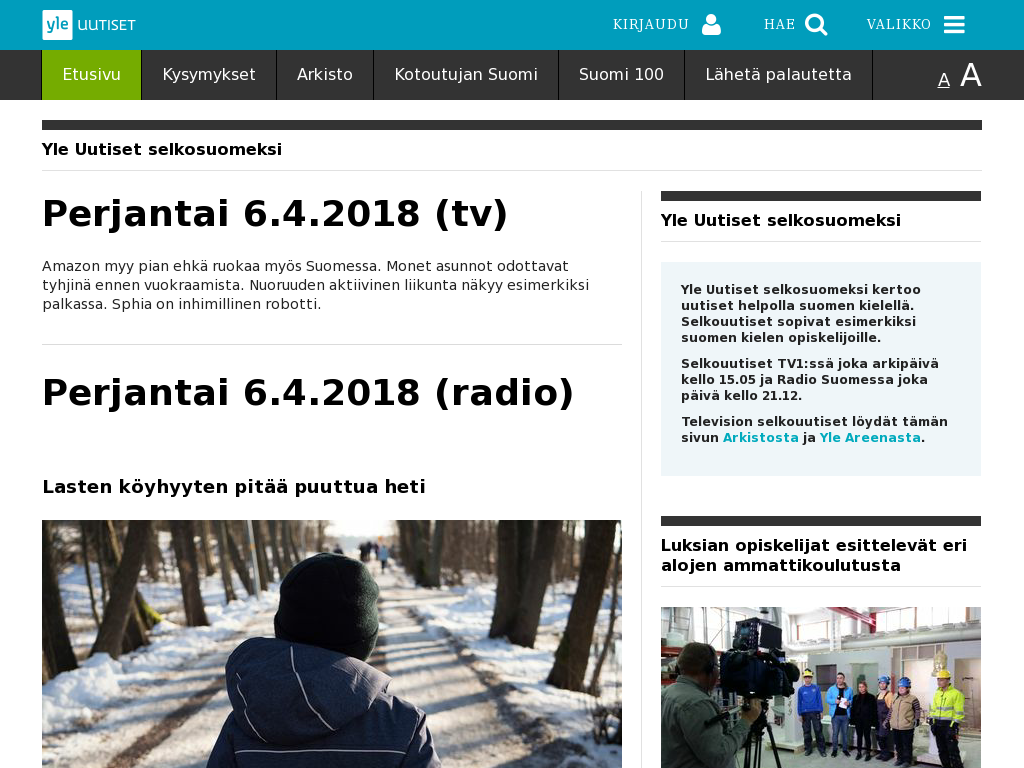 yle UUTISET
KIRJAUDU
HAE
VALIKKO
Etusivu
Kysymykset
Arkisto
Kotoutujan Suomi
Suomi 100
Lähetä palautetta
A A
Yle Uutiset selkosuomeksi
Perjantai 6.4.2018 (tv)
Amazon myy pian ehkä ruokaa myös Suomessa. Monet asunnot odottavat
tyhjinä ennen vuokraamista. Nuoruuden aktiivinen liikunta näkyy esimerkiksi
palkassa. Sphia on inhimillinen robotti.
Perjantai 6.4.2018 (radio)
Lasten köyhyyten pitää puuttua heti
Yle Uutiset selkosuomeksi
Yle Uutiset selkosuomeksi kertoo
uutiset helpolla suomen kielellä.
Selkouutiset sopivat esimerkiksi
suomen kielen opiskelijoille.
Selkouutiset TV1:ssä joka arkipäivä
kello 15.05 ja Radio Suomessa joka
päivä kello 21.12.
Television selkouutiset löydät tämän
sivun Arkistosta ja Yle Areenasta.
Luksian opiskelijat esittelevät eri
alojen ammattikoulutusta